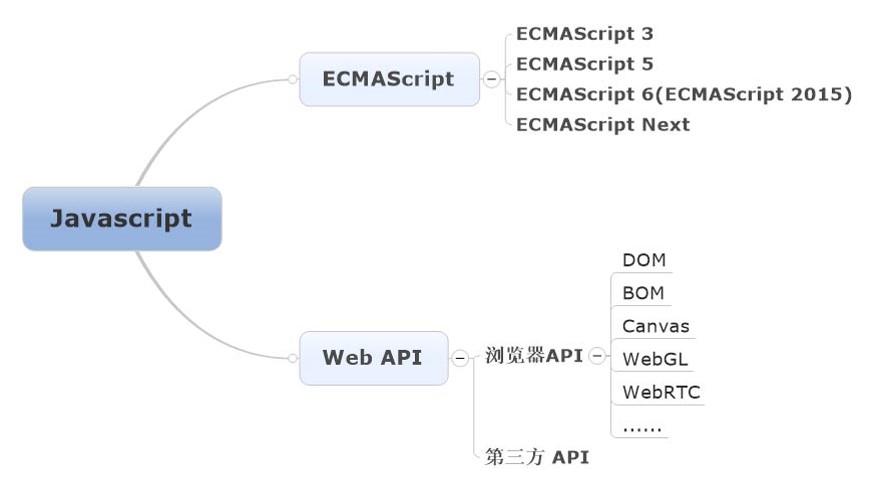 Javascript
ECMAScript
ECMAScript 3
ECMAScript 5
ECMAScript 6(ECMAScript 2015)
ECMAScript Next
Web API
浏览器API
DOM
BOM
Canvas
WebGL
WebRTC
......
第三方 API